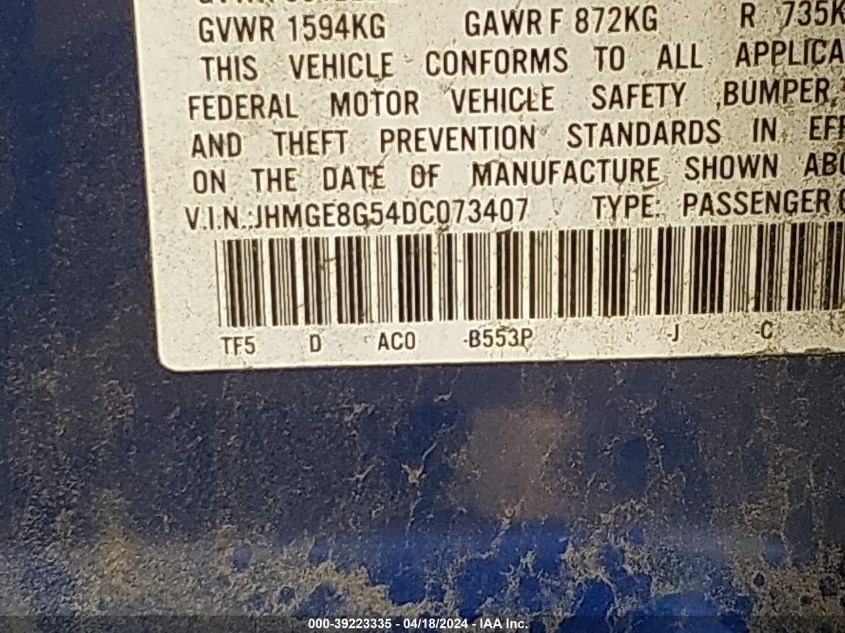 GVWR 1594KG GAWR F 872KG R 735K
THIS VEHICLE CONFORMS TO ALL APPLICA
FEDERAL MOTOR VEHICLE SAFETY ,BUMPER,
AND THEFT PREVENTION STANDARDS IN EFF
ON THE DATE OF MANUFACTURE SHOWN ABO
V.I.N.:JHMGE8G54DC073407 TYPE: PASSENGER C
TF5 D AC0 -B553P -J -C
000-39223335 - 04/18/2024 - IAA Inc.